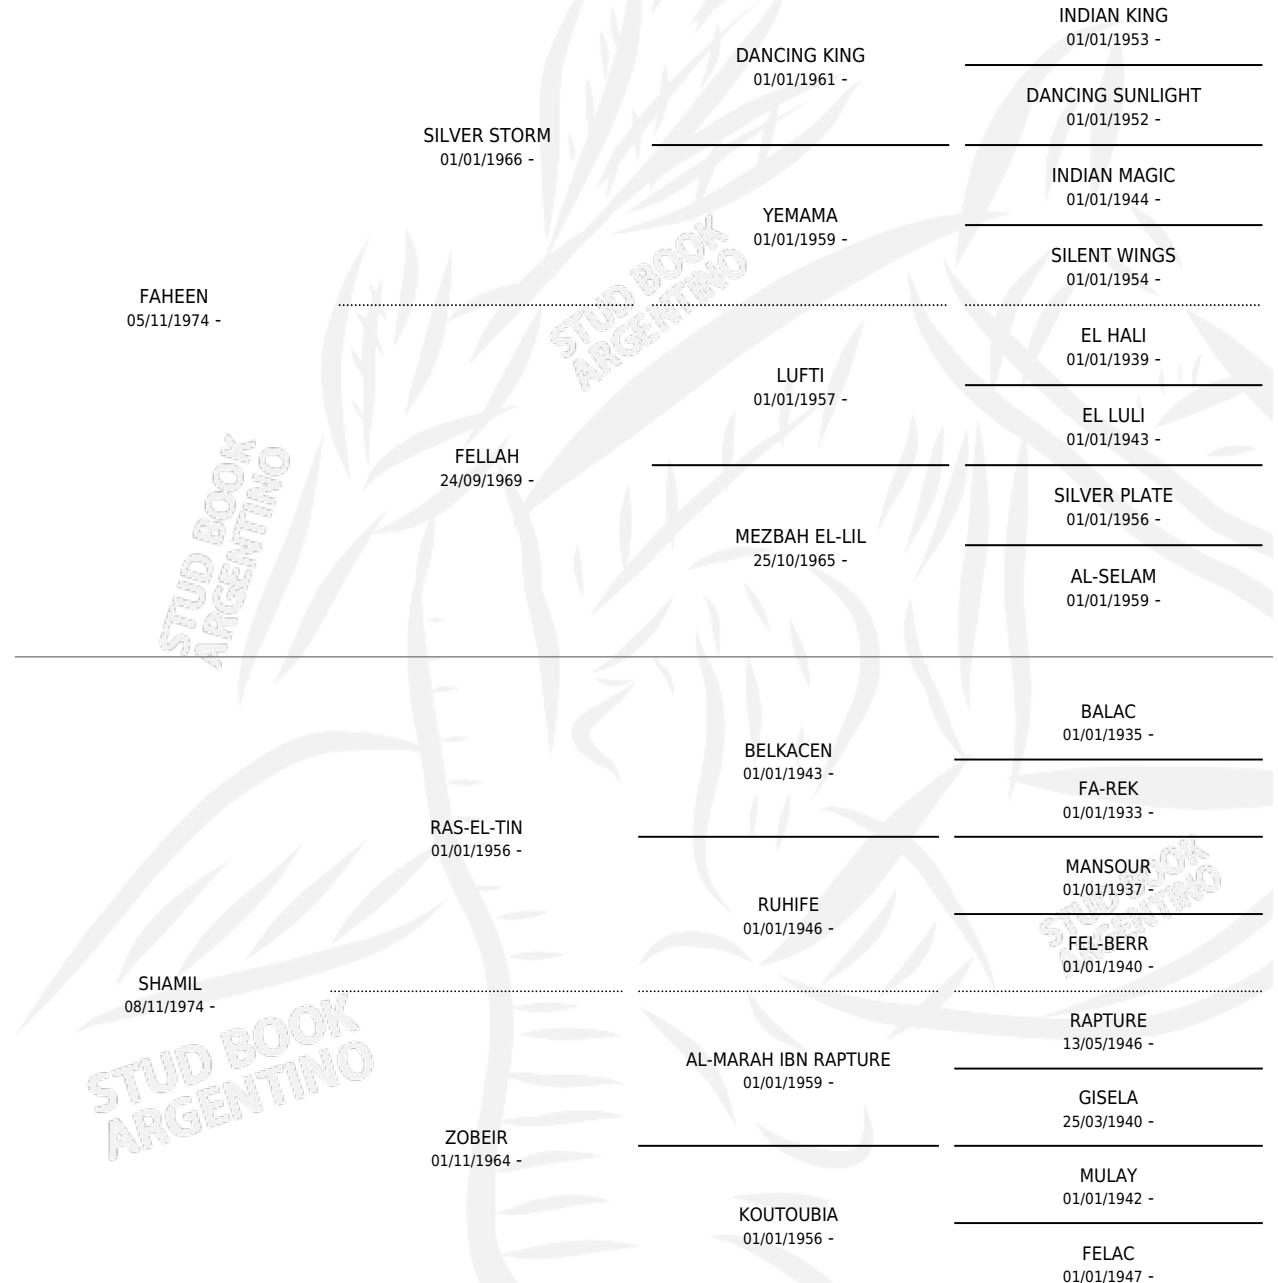 INDIAN KING
01/01/1953 -
DANCING KING
01/01/1961 -
DANCING SUNLIGHT
01/01/1952 -
SILVER STORM
01/01/1966 -
INDIAN MAGIC
01/01/1944 -
YEMAMA
01/01/1959 -
SILENT WINGS
01/01/1954 -
FAHEEN
05/11/1974 -
EL HALI
01/01/1939 -
LUFTI
01/01/1957 -
EL LULI
01/01/1943 -
FELLAH
24/09/1969 -
SILVER PLATE
01/01/1956 -
MEZBAH EL-LIL
25/10/1965 -
AL-SELAM
01/01/1959 -
STUD BOOK
ARGENTINO
STUD BOOK
ARGENTINO
BALAC
01/01/1935 -
BELKACEN
01/01/1943 -
FA-REK
01/01/1933 -
RAS-EL-TIN
01/01/1956 -
MANSOUR
01/01/1937 -
RUHIFE
01/01/1946 -
FEL-BERR
01/01/1940 -
SHAMIL
08/11/1974 -
RAPTURE
13/05/1946 -
AL-MARAH IBN RAPTURE
01/01/1959 -
GISELA
25/03/1940 -
ZOBEIR
01/11/1964 -
MULAY
01/01/1942 -
KOUTOUBIA
01/01/1956 -
FELAC
01/01/1947 -
STUD BOOK
ARGENTINO
STUD BOOK
ARGENTINO